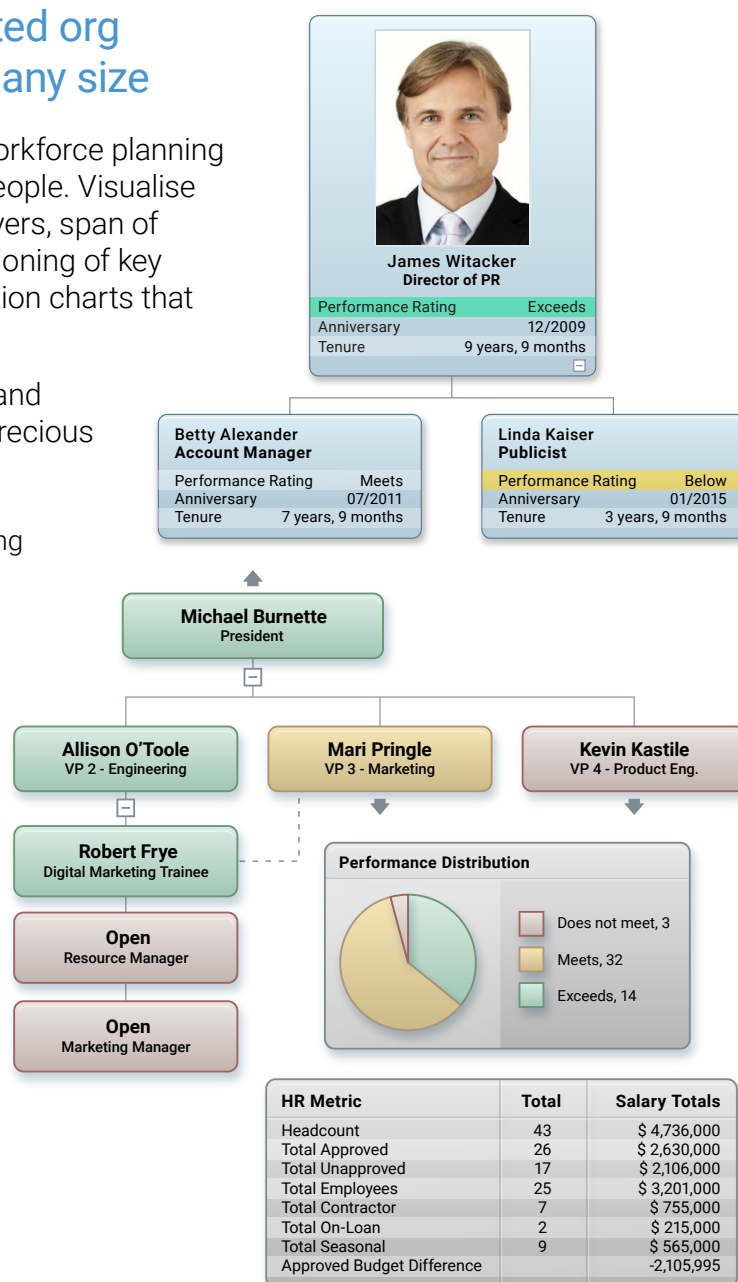 ted org
any size
orkforce planning
eople. Visualise
yers, span of
ioning of key
tion charts that
and
recious
ng
James Witacker
Director of PR
Performance Rating Exceeds
Anniversary 12/2009
Tenure 9 years, 9 months
Betty Alexander
Account Manager
Performance Rating Meets
Anniversary 07/2011
Tenure 7 years, 9 months
Linda Kaiser
Publicist
Performance Rating Below
Anniversary 01/2015
Tenure 3 years, 9 months
Michael Burnette
President
Allison O'Toole
VP 2 - Engineering
Mari Pringle
VP 3 - Marketing
Kevin Kastile
VP 4 - Product Eng.
Robert Frye
Digital Marketing Trainee
Open
Resource Manager
Open
Marketing Manager
Performance Distribution
Does not meet, 3
Meets, 32
Exceeds, 14
HR Metric Total Salary Totals
Headcount 43 $ 4,736,000
Total Approved 26 $ 2,630,000
Total Unapproved 17 $ 2,106,000
Total Employees 25 $ 3,201,000
Total Contractor 7 $ 755,000
Total On-Loan 2 $ 215,000
Total Seasonal 9 $ 565,000
Approved Budget Difference -2,105,995